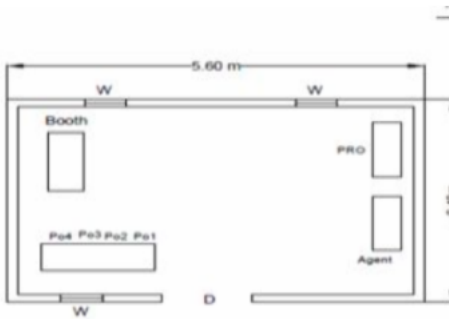 5.60 m
W W
Booth
PRO
Po4 Po3 Po2 Po1
Agent
D
W